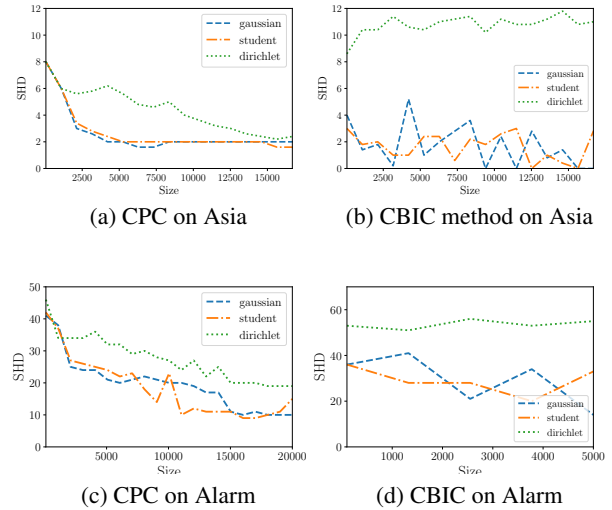 12
10
8
6
4
2
0
SHD
gaussian
student
dirichlet
2500 5000 7500 10000 12500 15000
Size
(a) CPC on Asia
12
10
8
6
4
2
0
SHD
gaussian
student
dirichlet
2500 5000 7500 10000 12500 15000
Size
(b) CBIC method on Asia
50
40
30
20
10
0
SHD
gaussian
student
dirichlet
5000 10000 15000 20000
Size
(c) CPC on Alarm
60
40
20
0
SHD
gaussian
student
dirichlet
1000 2000 3000 4000 5000
Size
(d) CBIC on Alarm